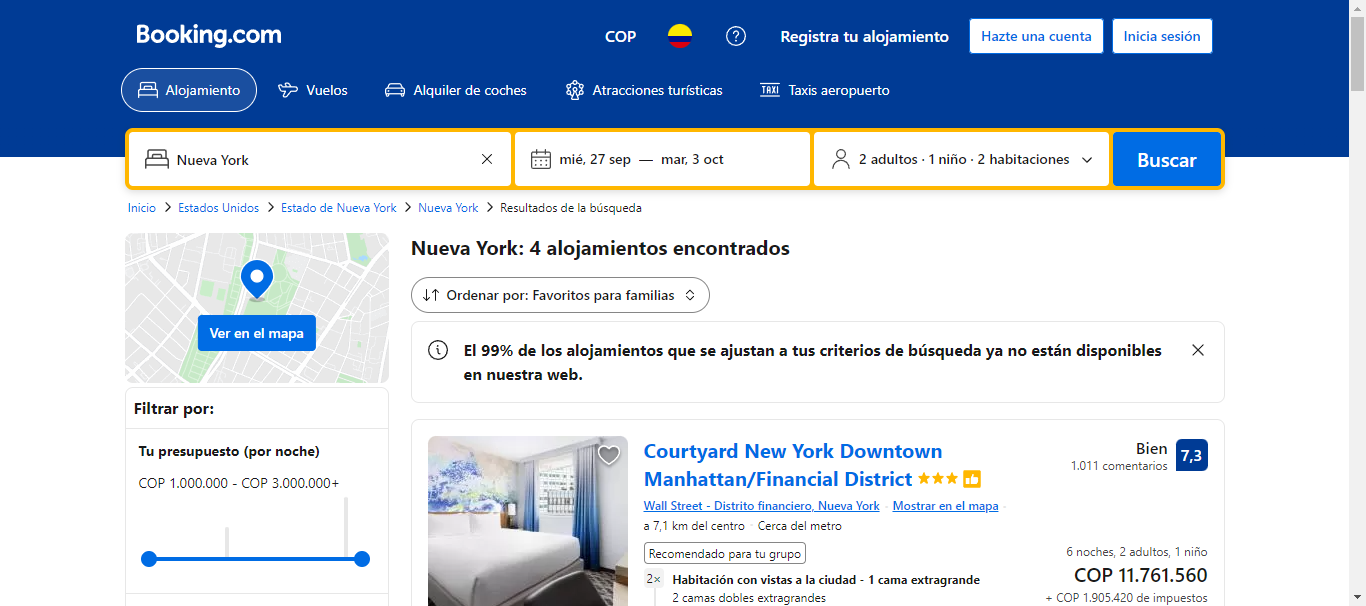 Booking.com
COP
Registra tu alojamiento
Hazte una cuenta
Inicia sesión
Alojamiento
Vuelos
Alquiler de coches
Atracciones turísticas
TAXI
Taxis aeropuerto
Nueva York
mié, 27 sep — mar, 3 oct
2 adultos · 1 niño · 2 habitaciones
Buscar
Inicio > Estados Unidos > Estado de Nueva York > Nueva York > Resultados de la búsqueda
Ver en el mapa
Filtrar por:
Tu presupuesto (por noche)
COP 1.000.000 - COP 3.000.000+
Nueva York: 4 alojamientos encontrados
Ordenar por: Favoritos para familias
El 99% de los alojamientos que se ajustan a tus criterios de búsqueda ya no están disponibles
en nuestra web.
Courtyard New York Downtown
Manhattan/Financial District
Bien
1.011 comentarios
7,3
Wall Street - Distrito financiero, Nueva York · Mostrar en el mapa ·
a 7,1 km del centro · Cerca del metro
Recomendado para tu grupo
2× Habitación con vistas a la ciudad - 1 cama extragrande
2 camas dobles extragrandes
6 noches, 2 adultos, 1 niño
COP 11.761.560
+ COP 1.905.420 de impuestos